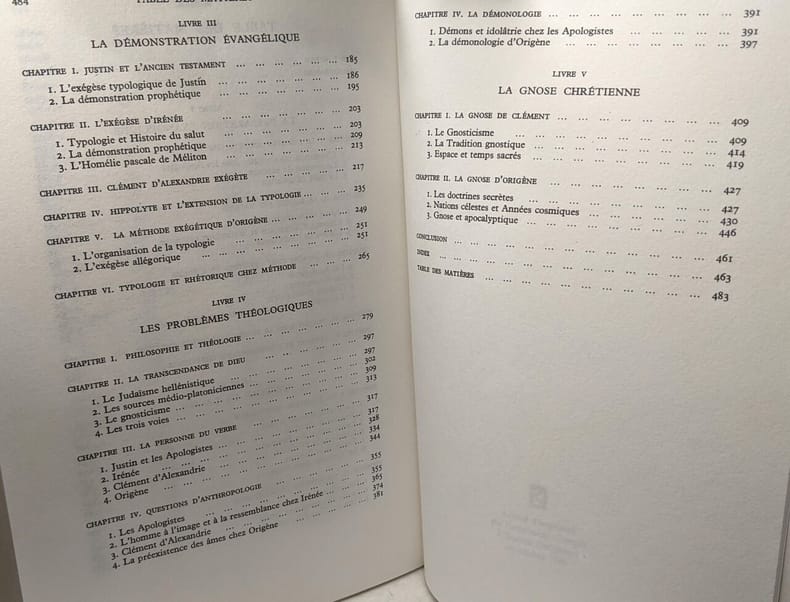 484 TABLE DES MATIÈRES
LIVRE III
LA DÉMONSTRATION ÉVANGÉLIQUE
CHAPITRE I. JUSTIN ET L'ANCIEN TESTAMENT ... ... ... ... ... ... 185
1. L'exégèse typologique de Justin ... ... ... ... ... ... 186
2. La démonstration prophétique ... ... ... ... ... ... 195
CHAPITRE II. L'EXÉGÈSE D'IRÉNÉE ... ... ... ... ... ... 203
1. Typologie et Histoire du salut ... ... ... ... ... ... 203
2. La démonstration prophétique ... ... ... ... ... ... 209
3. L'Homélie pascale de Méliton ... ... ... ... ... ... 213
CHAPITRE III. CLÉMENT D'ALEXANDRIE EXÉGÈTE ... ... ... ... ... 217
CHAPITRE IV. HIPPOLYTE ET L'EXTENSION DE LA TYPOLOGIE ... ... ... 235
CHAPITRE V. LA MÉTHODE EXÉGÉTIQUE D'ORIGÈNE ... ... ... ... 249
1. L'organisation de la typologie ... ... ... ... ... 251
2. L'exégèse allégorique ... ... ... ... ... ... 251
CHAPITRE VI. TYPOLOGIE ET RHÉTORIQUE CHEZ MÉTHODE ... ... ... 265
LIVRE IV
LES PROBLÈMES THÉOLOGIQUES
CHAPITRE I. PHILOSOPHIE ET THÉOLOGIE ... ... ... ... ... ... 279
CHAPITRE II. LA TRANSCENDANCE DE DIEU ... ... ... ... ... 297
1. Le Judaïsme hellénistique ... ... ... ... ... ... 297
2. Les sources médio-platoniciennes ... ... ... ... ... 302
3. Le gnosticisme ... ... ... ... ... ... ... 309
4. Les trois voies ... ... ... ... ... ... ... 313
CHAPITRE III. LA PERSONNE DU VERBE ... ... ... ... ... 317
1. Justin et les Apologistes ... ... ... ... ... ... 317
2. Irénée ... ... ... ... ... ... ... ... 328
3. Clément d'Alexandrie ... ... ... ... ... ... 334
4. Origène ... ... ... ... ... ... ... ... 344
CHAPITRE IV. QUESTIONS D'ANTHROPOLOGIE ... ... ... ... 355
1. Les Apologistes ... ... ... ... ... ... ... 355
2. L'homme à l'image et à la ressemblance chez Irénée ... ... 365
3. Clément d'Alexandrie ... ... ... ... ... ... 374
4. La préexistence des âmes chez Origène ... ... ... ... 381
CHAPITRE IV. LA DÉMONOLOGIE ... ... ... ... ... ... ... 391
1. Démons et idolâtrie chez les Apologistes ... ... ... ... 391
2. La démonologie d'Origène ... ... ... ... ... ... 397
LIVRE V
LA GNOSE CHRÉTIENNE
CHAPITRE I. LA GNOSE DE CLÉMENT ... ... ... ... ... ... 409
1. Le Gnosticisme ... ... ... ... ... ... ... 409
2. La Tradition gnostique ... ... ... ... ... ... 414
3. Espace et temps sacrés ... ... ... ... ... ... 419
CHAPITRE II. LA GNOSE D'ORIGÈNE ... ... ... ... ... ... 427
1. Les doctrines secrètes ... ... ... ... ... ... 427
2. Nations célestes et Années cosmiques ... ... ... ... 430
3. Gnose et apocalyptique ... ... ... ... ... ... 446
CONCLUSION ... ... ... ... ... ... ... ... ... 461
INDEX ... ... ... ... ... ... ... ... ... ... 463
TABLE DES MATIÈRES ... ... ... ... ... ... ... ... 483